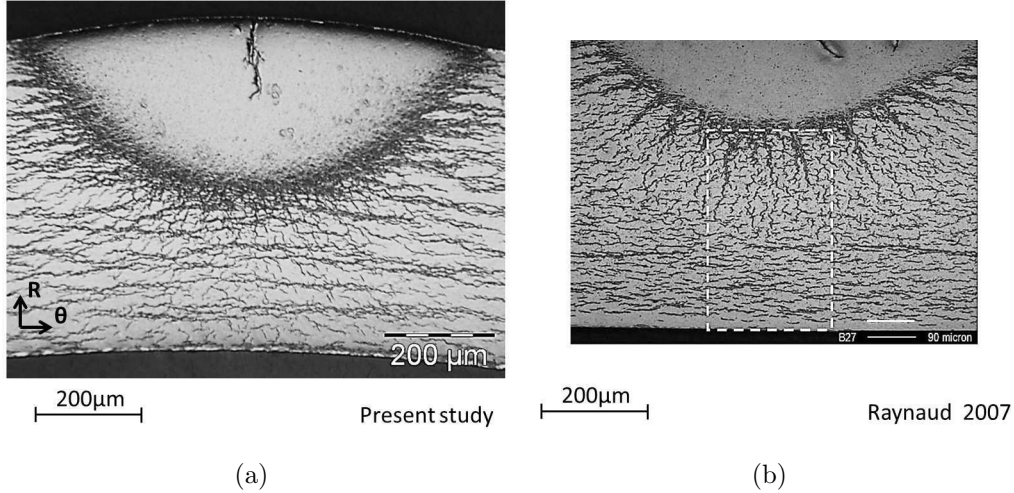 R
θ
200 µm
200µm
Present study
(a)
B27
90 micron
200µm
Raynaud 2007
(b)